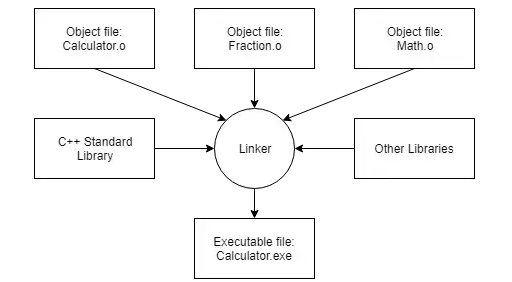 Object file:
Calculator.o
Object file:
Fraction.o
Object file:
Math.o
C++ Standard
Library
Linker
Other Libraries
Executable file:
Calculator.exe